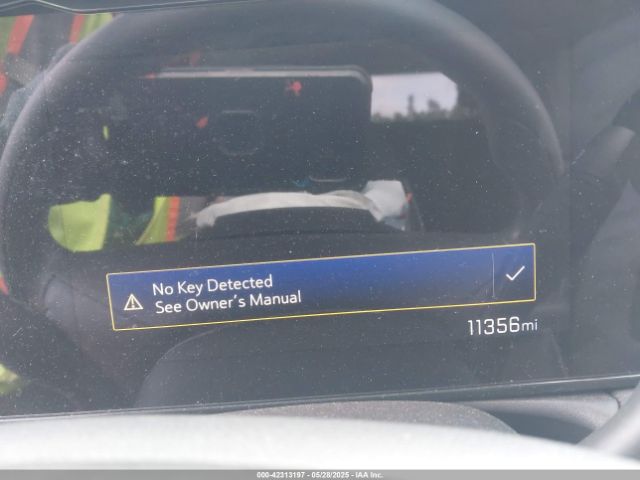 No Key Detected
See Owner's Manual
11356mi
000-42313197 - 05/28/2025 - IAA Inc.